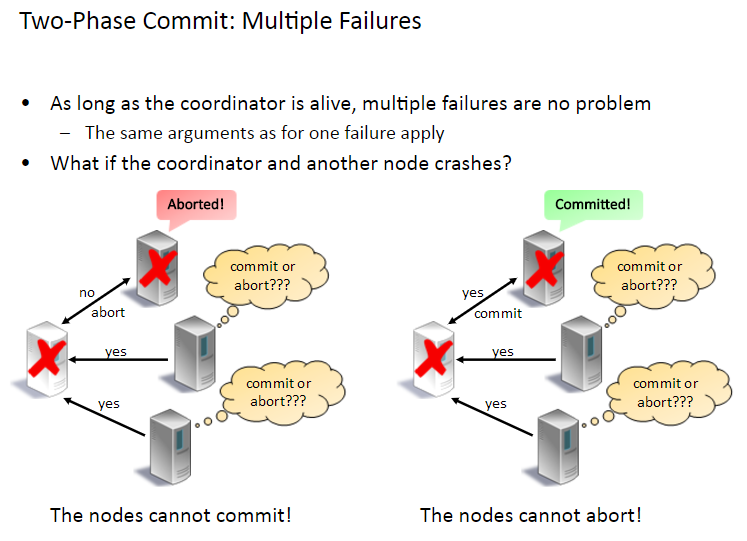 Two-Phase Commit: Multiple Failures
• As long as the coordinator is alive, multiple failures are no problem
– The same arguments as for one failure apply
• What if the coordinator and another node crashes?
Aborted!
commit or
abort???
no
abort
yes
commit or
abort???
yes
The nodes cannot commit!
Committed!
commit or
abort???
yes
commit
yes
commit or
abort???
yes
The nodes cannot abort!